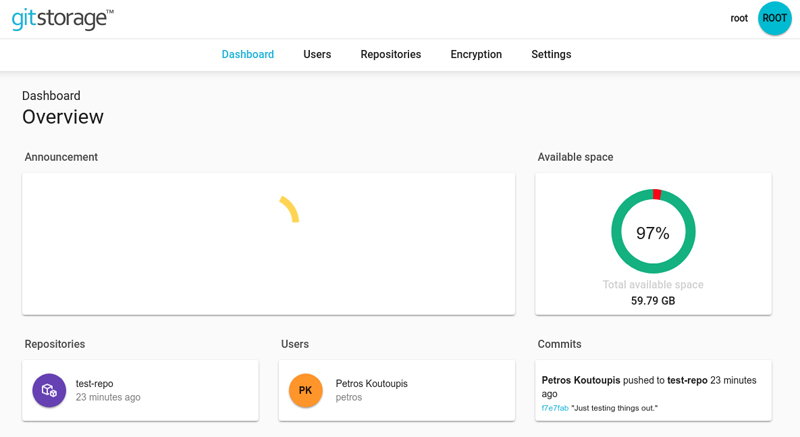 gitstorage™
root
ROOT
Dashboard
Users
Repositories
Encryption
Settings
Dashboard
Overview
Announcement
Available space
97%
Total available space
59.79 GB
Repositories
Users
Commits
test-repo
23 minutes ago
PK
Petros Koutoupis
petros
Petros Koutoupis pushed to test-repo 23 minutes
ago
f7e7fab "Just testing things out."